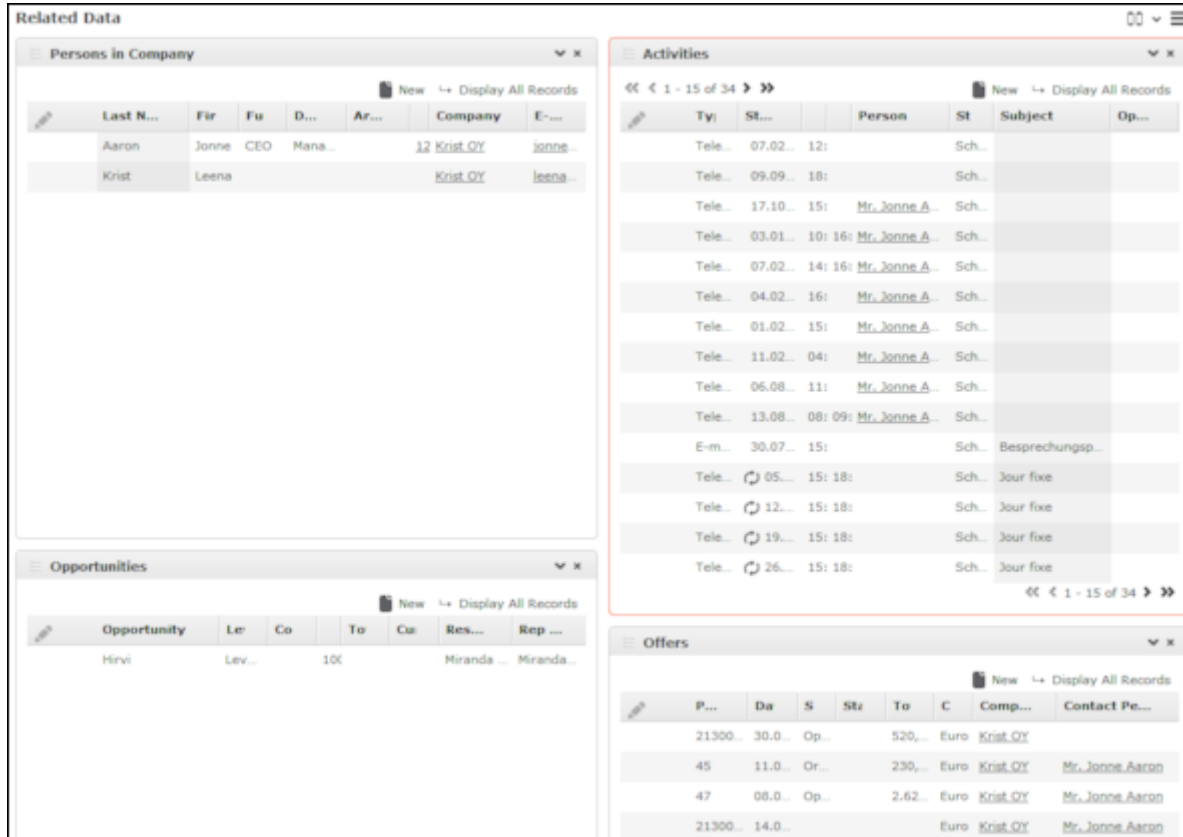 Related Data
Persons in Company
New Display All Records
Last N... Fir Fu D... Ar... Company E-...
Aaron Jonne CEO Mana... 12 Krist OY jonne...
Krist Leena Krist OY leena...
Opportunities
New Display All Records
Opportunity Le Co To Cu Res... Rep ...
Hirvi Lev... 100 Miranda ... Miranda...
Activities
1 - 15 of 34 New Display All Records
Ty St... Person St Subject Op...
Tele... 07.02... 12: Sch...
Tele... 09.09... 18: Sch...
Tele... 17.10... 15: Mr. Jonne A... Sch...
Tele... 03.01... 10: 16: Mr. Jonne A... Sch...
Tele... 07.02... 14: 16: Mr. Jonne A... Sch...
Tele... 04.02... 16: Mr. Jonne A... Sch...
Tele... 01.02... 15: Mr. Jonne A... Sch...
Tele... 11.02... 04: Mr. Jonne A... Sch...
Tele... 06.08... 11: Mr. Jonne A... Sch...
Tele... 13.08... 08: 09: Mr. Jonne A... Sch...
E-m... 30.07... 15: Sch... Besprechungsp...
Tele... 05.... 15: 18: Sch... Jour fixe
Tele... 12.... 15: 18: Sch... Jour fixe
Tele... 19.... 15: 18: Sch... Jour fixe
Tele... 26.... 15: 18: Sch... Jour fixe
1 - 15 of 34
Offers
New Display All Records
P... Da S Sta To C Comp... Contact Pe...
21300... 30.0... Op... 520,... Euro Krist OY
45 11.0... Or... 230,... Euro Krist OY Mr. Jonne Aaron
47 08.0... Op... 2.62... Euro Krist OY Mr. Jonne Aaron
21300... 14.0... Euro Krist OY Mr. Jonne Aaron